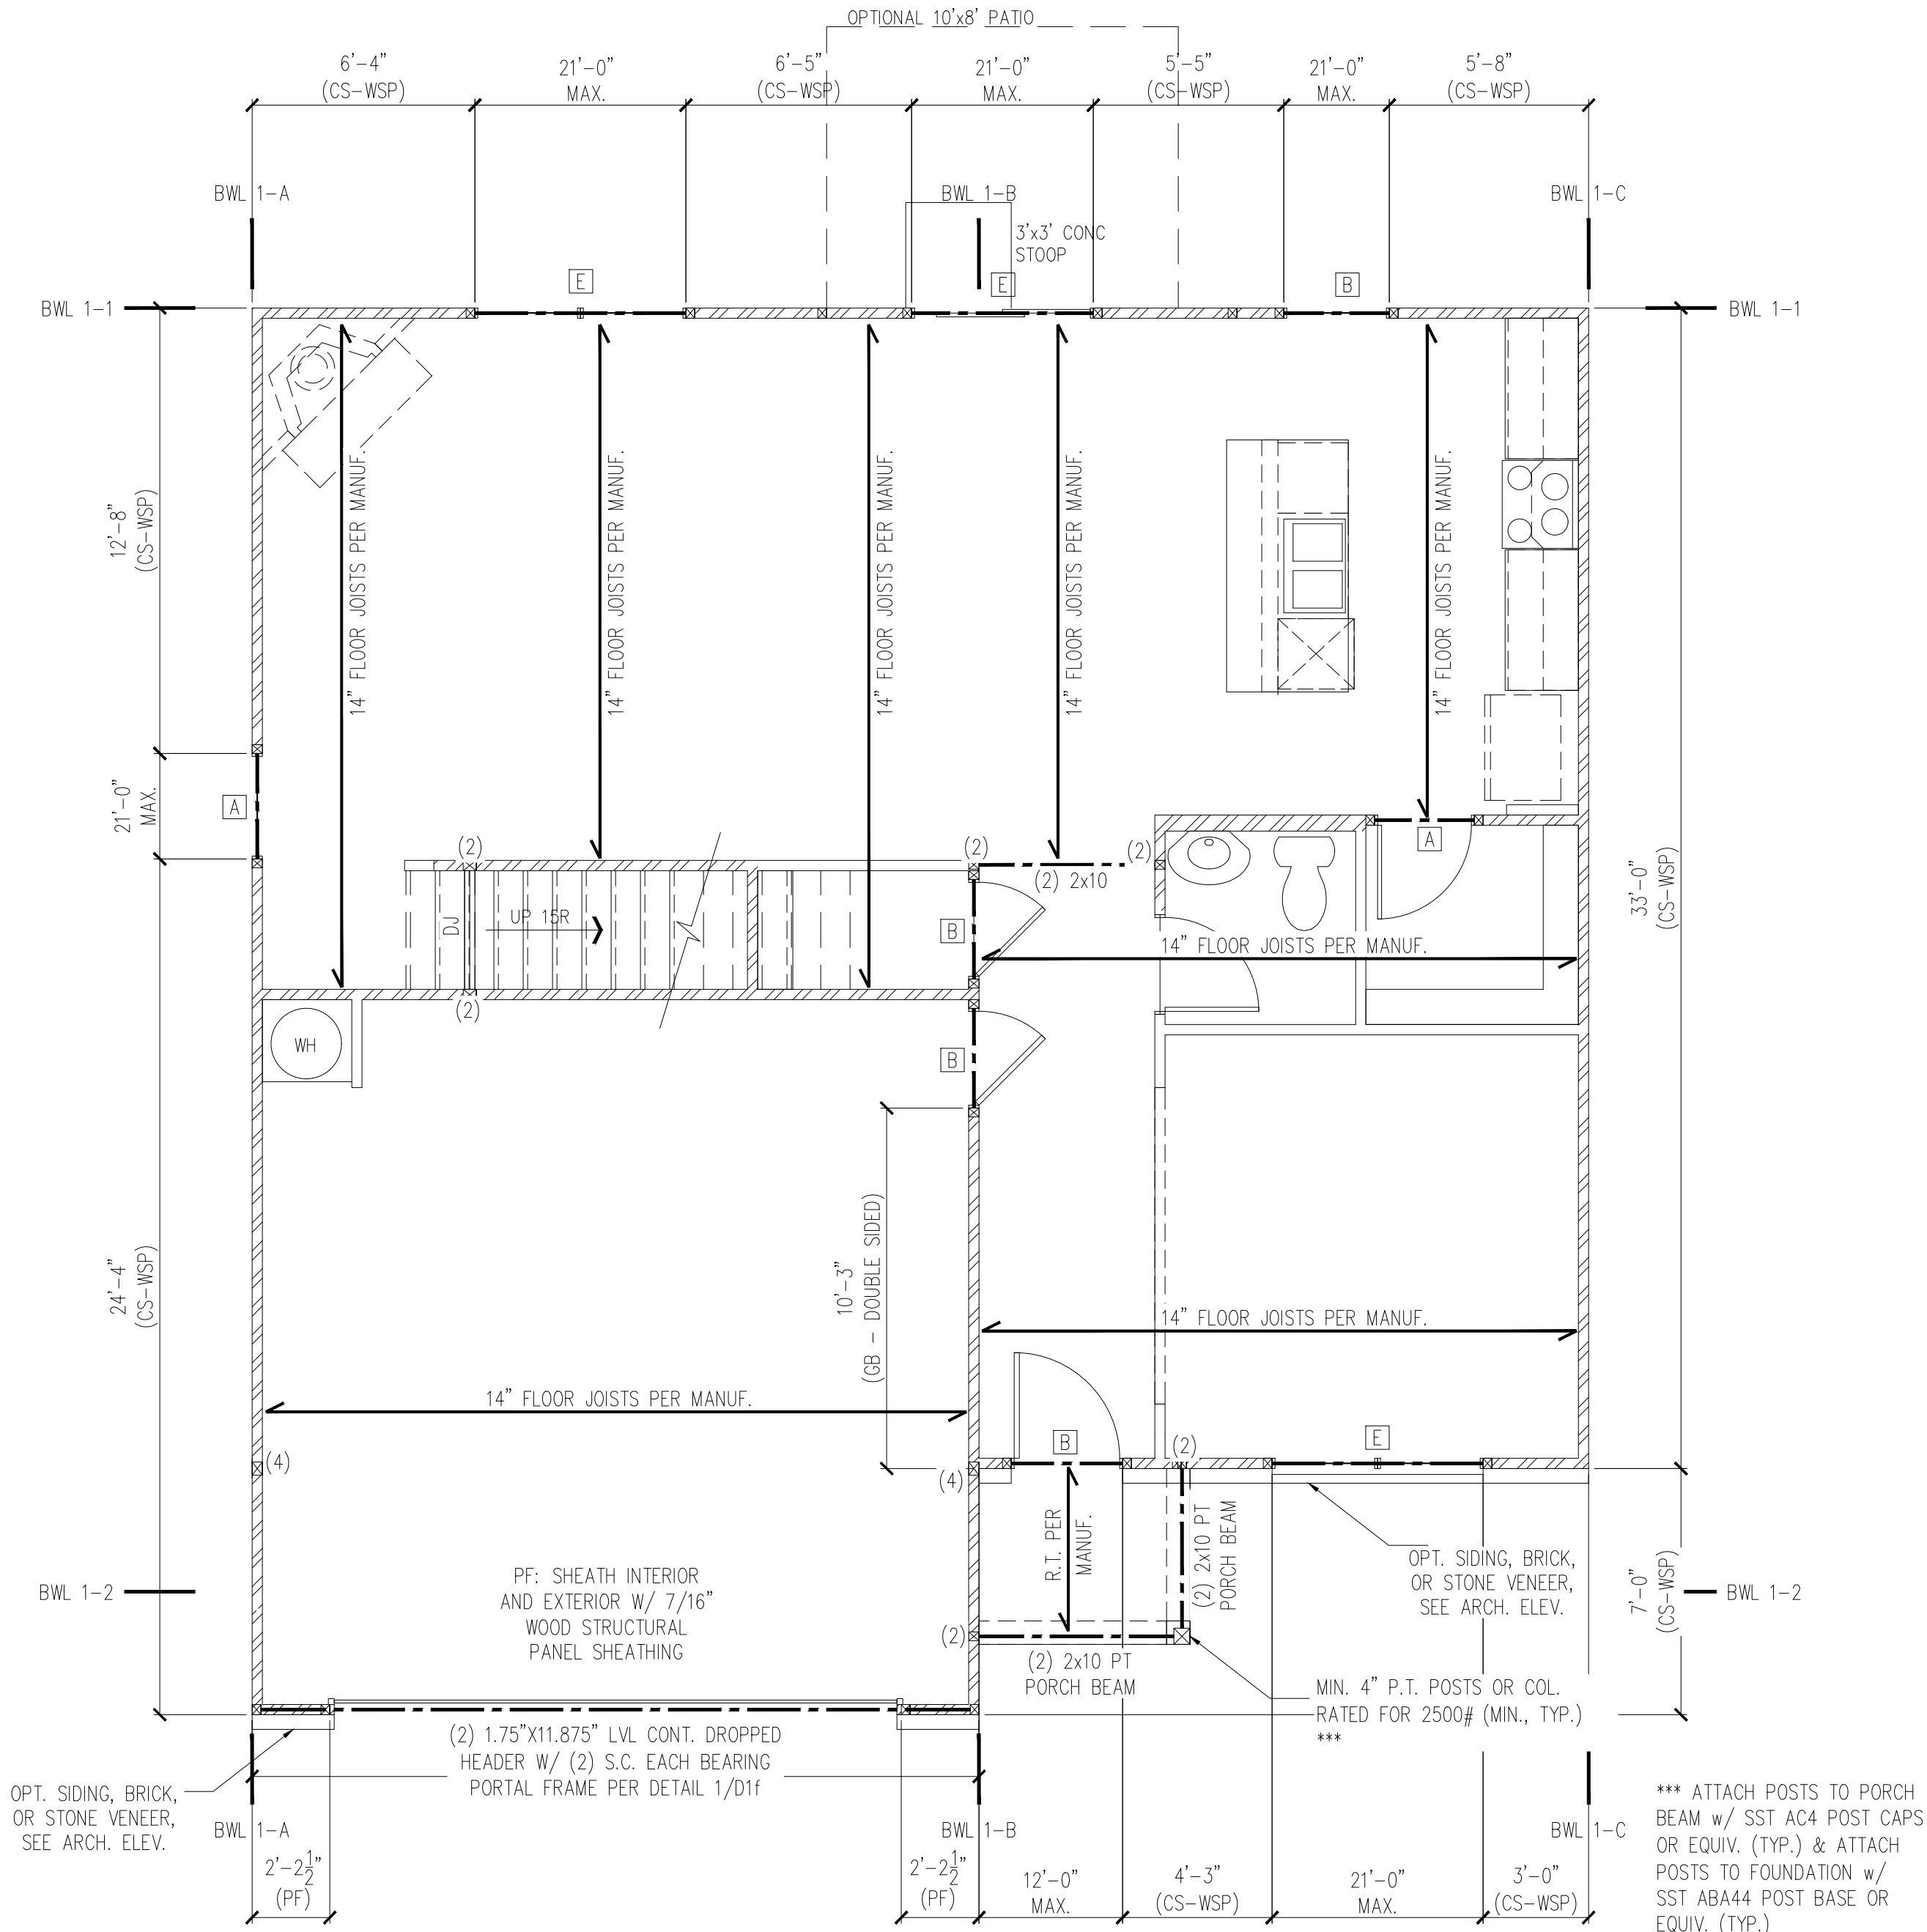 OPTIONAL 10'x8' PATIO
6'-4"
(CS-WSP)
21'-0"
MAX.
6'-5"
(CS-WSP)
21'-0"
MAX.
5'-5"
(CS-WSP)
21'-0"
MAX.
5'-8"
(CS-WSP)
BWL 1-A
BWL 1-B
BWL 1-C
3'x3' CONC
STOOP
E
E
B
BWL 1-1
BWL 1-1
12'-8"
(CS-WSP)
14" FLOOR JOISTS PER MANUF.
14" FLOOR JOISTS PER MANUF.
14" FLOOR JOISTS PER MANUF.
14" FLOOR JOISTS PER MANUF.
14" FLOOR JOISTS PER MANUF.
21'-0"
MAX.
A
A
(2)
(2)
(2)
(2) 2x10
33'-0"
(CS-WSP)
DJ
UP 15R
B
14" FLOOR JOISTS PER MANUF.
(2)
WH
B
24'-4"
(CS-WSP)
10'-3"
(GB - DOUBLE SIDED)
14" FLOOR JOISTS PER MANUF.
14" FLOOR JOISTS PER MANUF.
B
(2)
E
(4)
(4)
R.T. PER
MANUF.
(2) 2x10 PT
PORCH BEAM
OPT. SIDING, BRICK,
OR STONE VENEER,
SEE ARCH. ELEV.
7'-0"
(CS-WSP)
BWL 1-2
BWL 1-2
PF: SHEATH INTERIOR
AND EXTERIOR W/ 7/16"
WOOD STRUCTURAL
PANEL SHEATHING
(2)
(2) 2x10 PT
PORCH BEAM
MIN. 4" P.T. POSTS OR COL.
RATED FOR 2500# (MIN., TYP.)
***
(2) 1.75"X11.875" LVL CONT. DROPPED
HEADER W/ (2) S.C. EACH BEARING
PORTAL FRAME PER DETAIL 1/D1f
OPT. SIDING, BRICK,
OR STONE VENEER,
SEE ARCH. ELEV.
BWL 1-A
BWL 1-B
BWL 1-C
*** ATTACH POSTS TO PORCH
BEAM w/ SST AC4 POST CAPS
OR EQUIV. (TYP.) & ATTACH
POSTS TO FOUNDATION w/
SST ABA44 POST BASE OR
EQUIV. (TYP.)
2'-2½"
(PF)
2'-2½"
(PF)
12'-0"
MAX.
4'-3"
(CS-WSP)
21'-0"
MAX.
3'-0"
(CS-WSP)